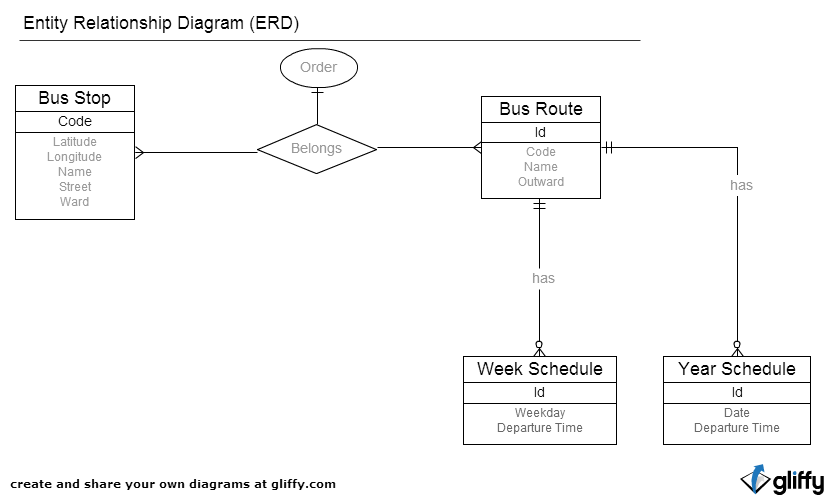 Entity Relationship Diagram (ERD)
Order
Bus Stop
Code
Latitude
Longitude
Name
Street
Ward
Belongs
Bus Route
Id
Code
Name
Outward
has
has
Week Schedule
Id
Weekday
Departure Time
Year Schedule
Id
Date
Departure Time
create and share your own diagrams at gliffy.com
gliffy